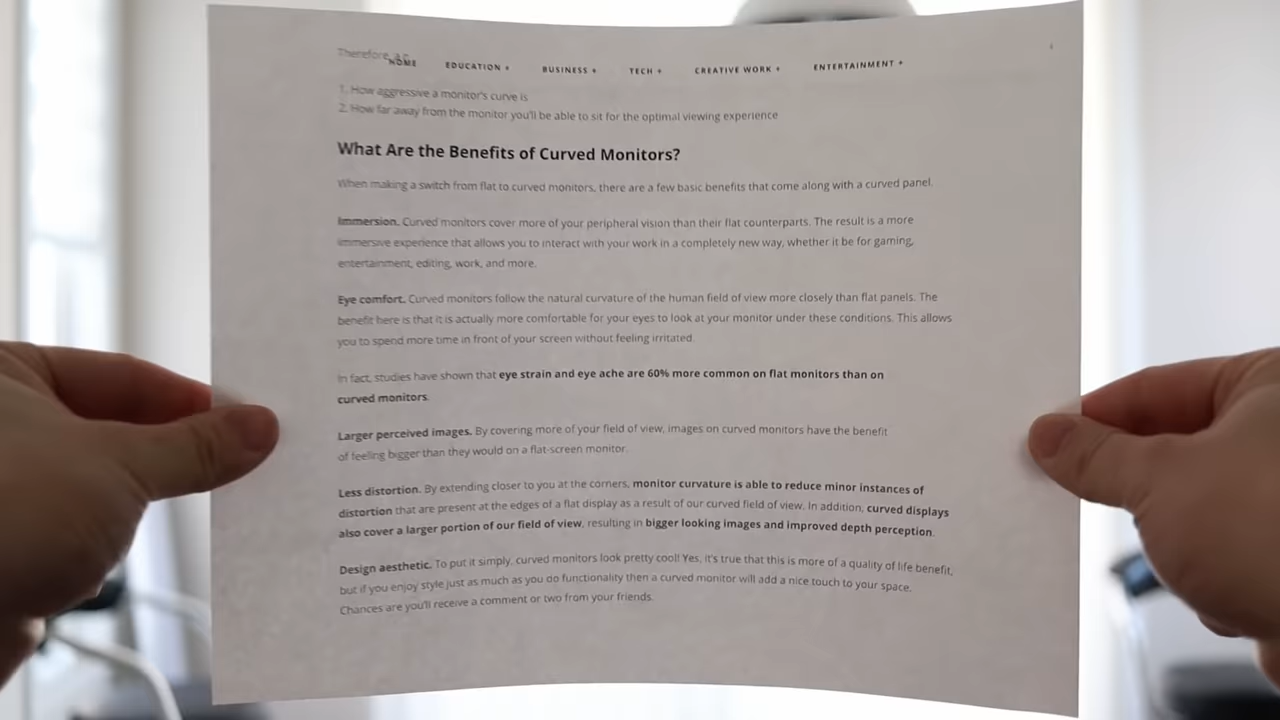 Therefore, a
HOME EDUCATION + BUSINESS + TECH + CREATIVE WORK + ENTERTAINMENT +
1. How aggressive a monitor's curve is
2. How far away from the monitor you'll be able to sit for the optimal viewing experience
What Are the Benefits of Curved Monitors?
When making a switch from flat to curved monitors, there are a few basic benefits that come along with a curved panel.
Immersion. Curved monitors cover more of your peripheral vision than their flat counterparts. The result is a more
immersive experience that allows you to interact with your work in a completely new way, whether it be for gaming,
entertainment, editing, work, and more.
Eye comfort. Curved monitors follow the natural curvature of the human field of view more closely than flat panels. The
benefit here is that it is actually more comfortable for your eyes to look at your monitor under these conditions. This allows
you to spend more time in front of your screen without feeling irritated.
In fact, studies have shown that eye strain and eye ache are 60% more common on flat monitors than on
curved monitors.
Larger perceived images. By covering more of your field of view, images on curved monitors have the benefit
of feeling bigger than they would on a flat-screen monitor.
Less distortion. By extending closer to you at the corners, monitor curvature is able to reduce minor instances of
distortion that are present at the edges of a flat display as a result of our curved field of view. In addition, curved displays
also cover a larger portion of our field of view, resulting in bigger looking images and improved depth perception.
Design aesthetic. To put it simply, curved monitors look pretty cool! Yes, it's true that this is more of a quality of life benefit,
but if you enjoy style just as much as you do functionality then a curved monitor will add a nice touch to your space.
Chances are you'll receive a comment or two from your friends.